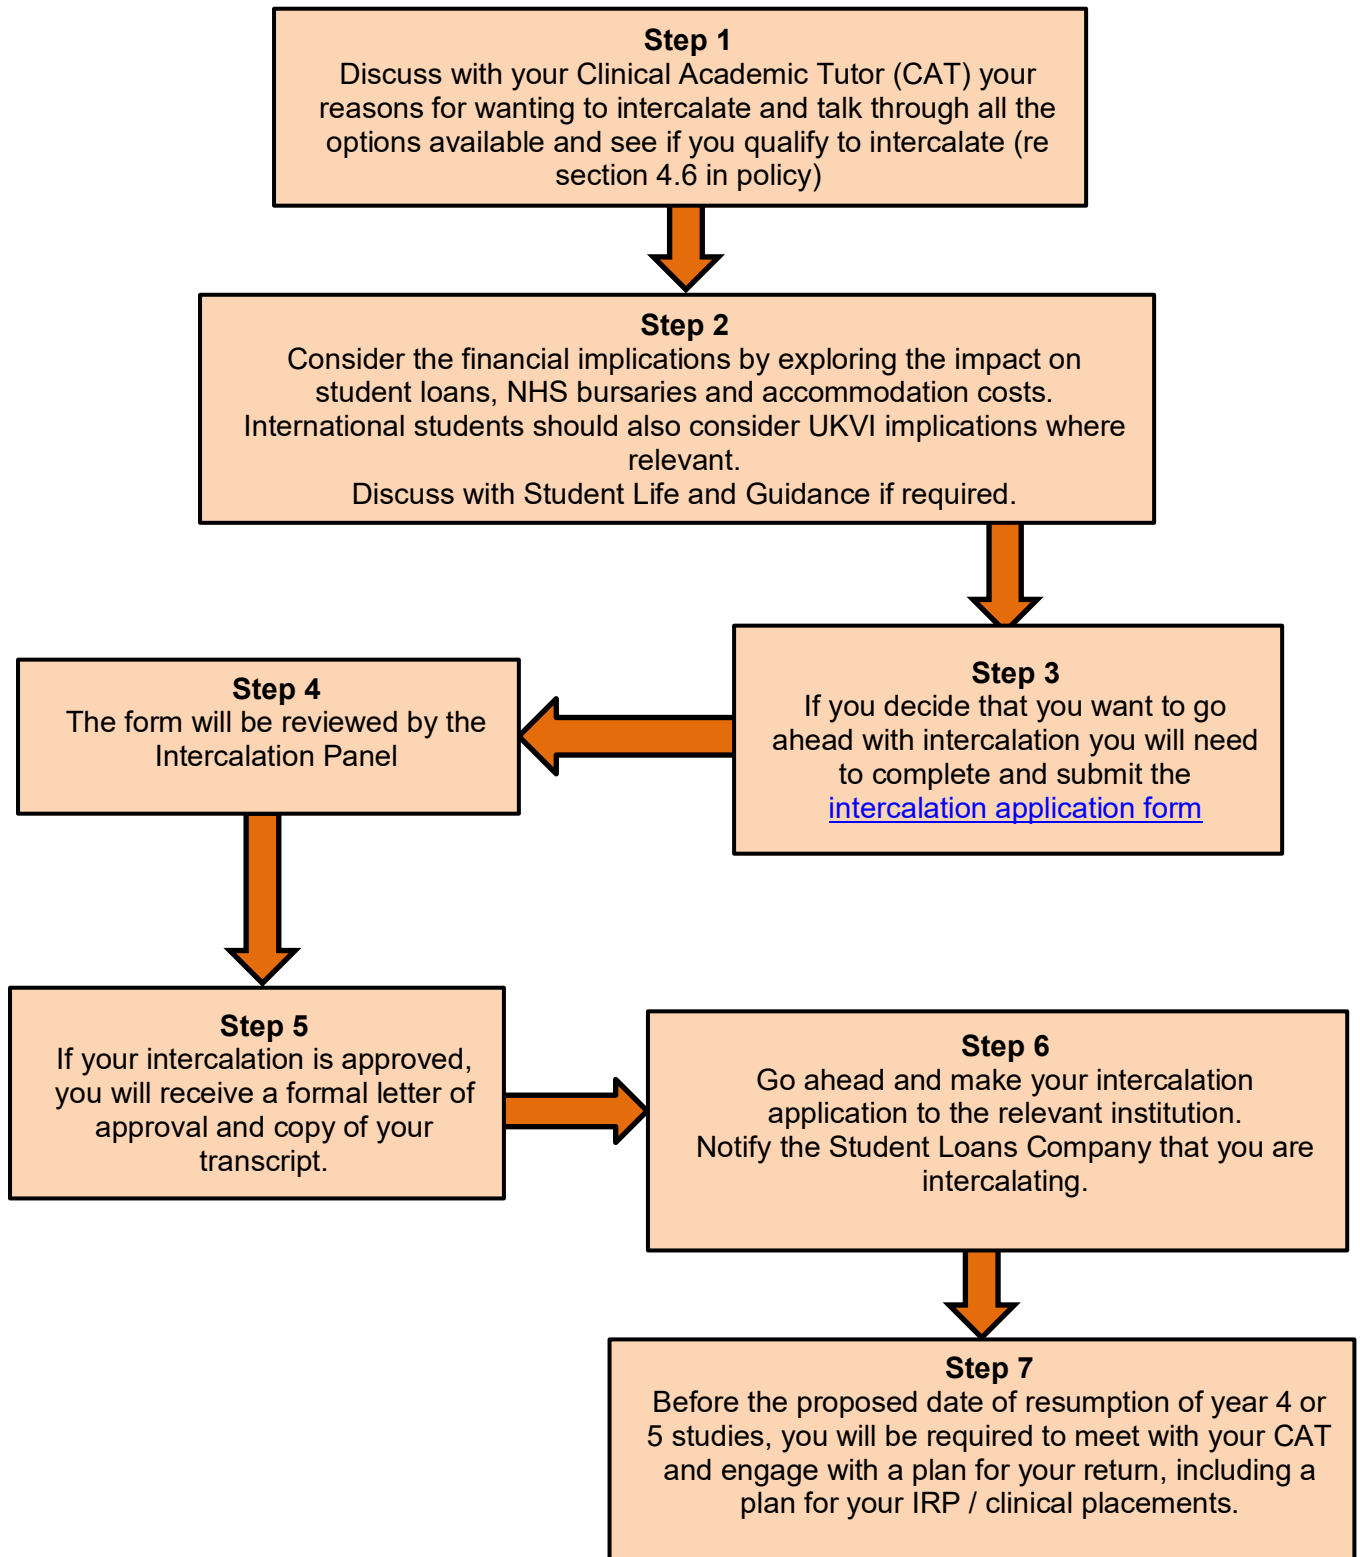 Step 1
Discuss with your Clinical Academic Tutor (CAT) your
reasons for wanting to intercalate and talk through all the
options available and see if you qualify to intercalate (re
section 4.6 in policy)
Step 2
Consider the financial implications by exploring the impact on
student loans, NHS bursaries and accommodation costs.
International students should also consider UKVI implications where
relevant.
Discuss with Student Life and Guidance if required.
Step 3
If you decide that you want to go
ahead with intercalation you will need
to complete and submit the
intercalation application form
Step 4
The form will be reviewed by the
Intercalation Panel
Step 5
If your intercalation is approved,
you will receive a formal letter of
approval and copy of your
transcript.
Step 6
Go ahead and make your intercalation
application to the relevant institution.
Notify the Student Loans Company that you are
intercalating.
Step 7
Before the proposed date of resumption of year 4 or
5 studies, you will be required to meet with your CAT
and engage with a plan for your return, including a
plan for your IRP / clinical placements.